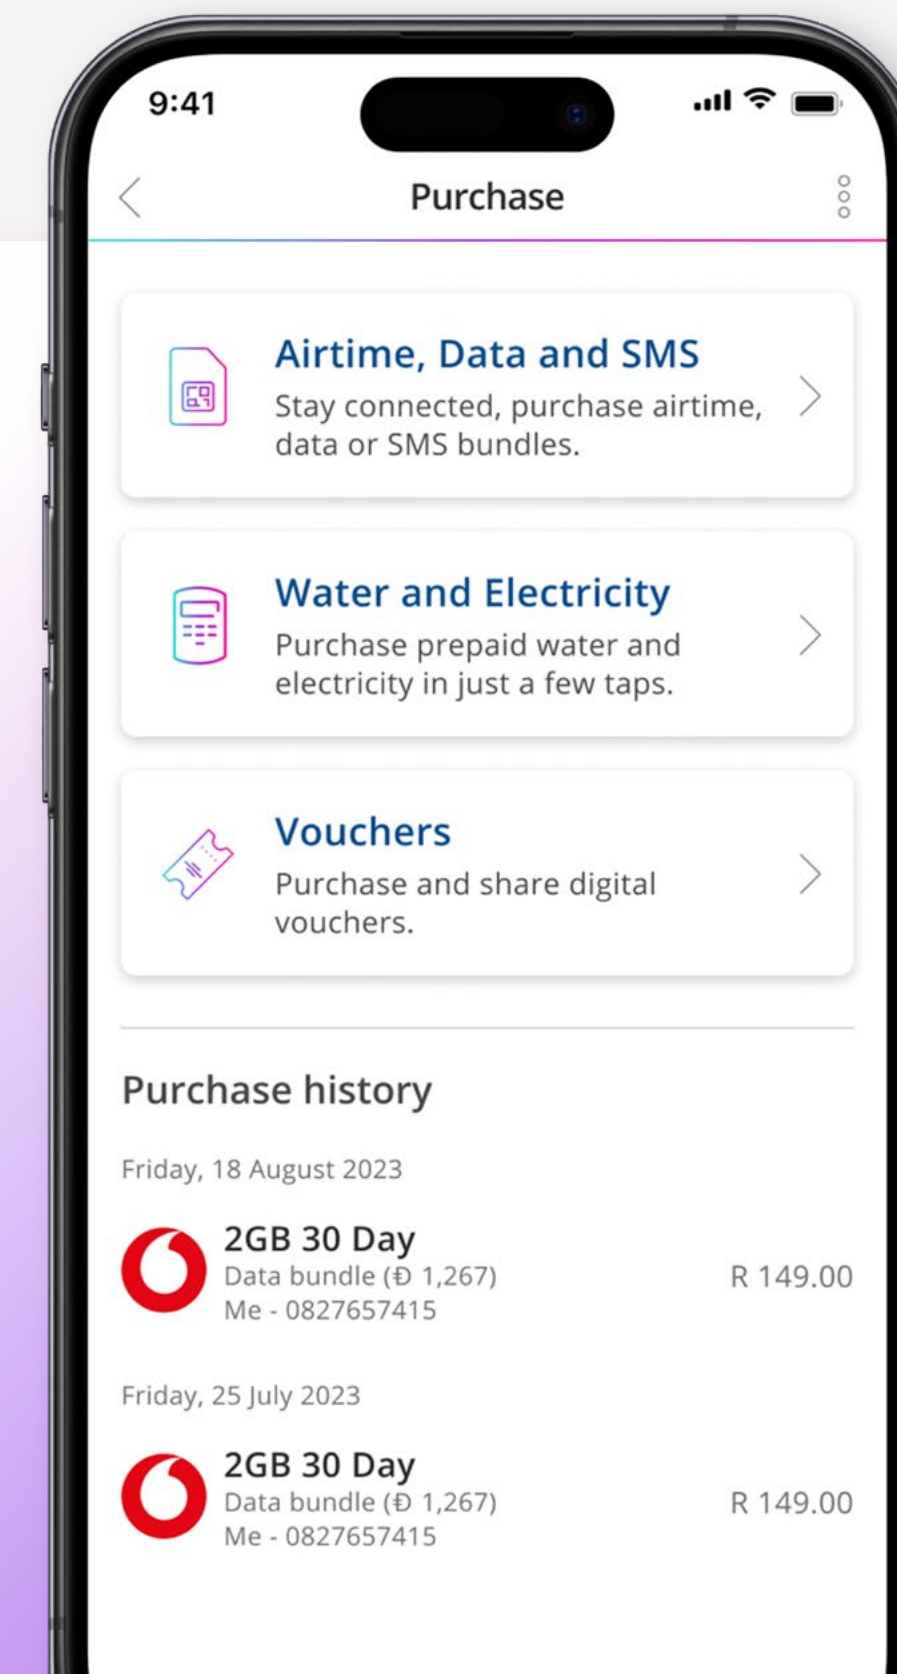 9:41
Purchase
Airtime, Data and SMS
Stay connected, purchase airtime,
data or SMS bundles.
Water and Electricity
Purchase prepaid water and
electricity in just a few taps.
Vouchers
Purchase and share digital
vouchers.
Purchase history
Friday, 18 August 2023
2GB 30 Day
Data bundle (Đ 1,267)
R 149.00
Me - 0827657415
Friday, 25 July 2023
2GB 30 Day
Data bundle (Đ 1,267)
R 149.00
Me - 0827657415